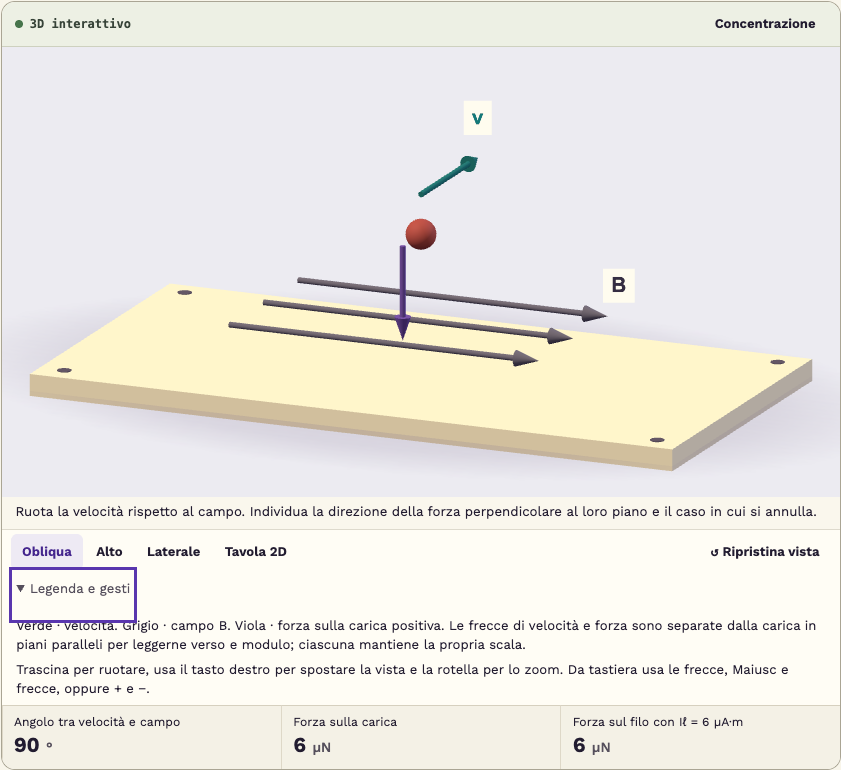 3D interattivo
Concentrazione
v
B
Ruota la velocità rispetto al campo. Individua la direzione della forza perpendicolare al loro piano e il caso in cui si annulla.
Obliqua Alto Laterale Tavola 2D ↺ Ripristina vista
▼ Legenda e gesti
Verde · velocità. Grigio · campo B. Viola · forza sulla carica positiva. Le frecce di velocità e forza sono separate dalla carica in
piani paralleli per leggerne verso e modulo; ciascuna mantiene la propria scala.
Trascina per ruotare, usa il tasto destro per spostare la vista e la rotella per lo zoom. Da tastiera usa le frecce, Maiusc e
frecce, oppure + e −.
Angolo tra velocità e campo
90 °
Forza sulla carica
6 μN
Forza sul filo con Iℓ = 6 μA·m
6 μN